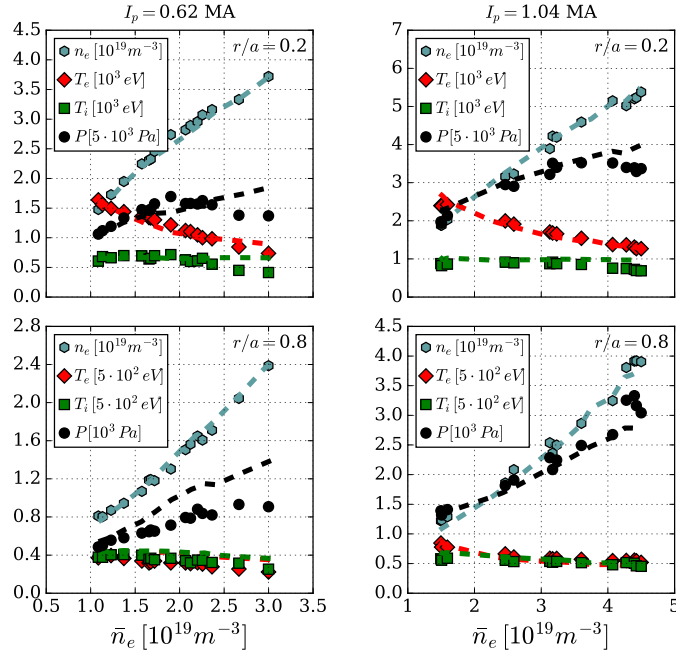 I_p = 0.62 MA
I_p = 1.04 MA
4.5
4.0
3.5
3.0
2.5
2.0
1.5
1.0
0.5
0.0
r/a = 0.2
n_e [10^19 m^-3]
T_e [10^3 eV]
T_i [10^3 eV]
P [5 · 10^3 Pa]
7
6
5
4
3
2
1
0
r/a = 0.2
n_e [10^19 m^-3]
T_e [10^3 eV]
T_i [10^3 eV]
P [5 · 10^3 Pa]
2.8
2.4
2.0
1.6
1.2
0.8
0.4
0.0
r/a = 0.8
n_e [10^19 m^-3]
T_e [5 · 10^2 eV]
T_i [5 · 10^2 eV]
P [10^3 Pa]
0.5 1.0 1.5 2.0 2.5 3.0 3.5
n̄_e [10^19 m^-3]
4.5
4.0
3.5
3.0
2.5
2.0
1.5
1.0
0.5
0.0
r/a = 0.8
n_e [10^19 m^-3]
T_e [5 · 10^2 eV]
T_i [5 · 10^2 eV]
P [10^3 Pa]
1 2 3 4 5
n̄_e [10^19 m^-3]